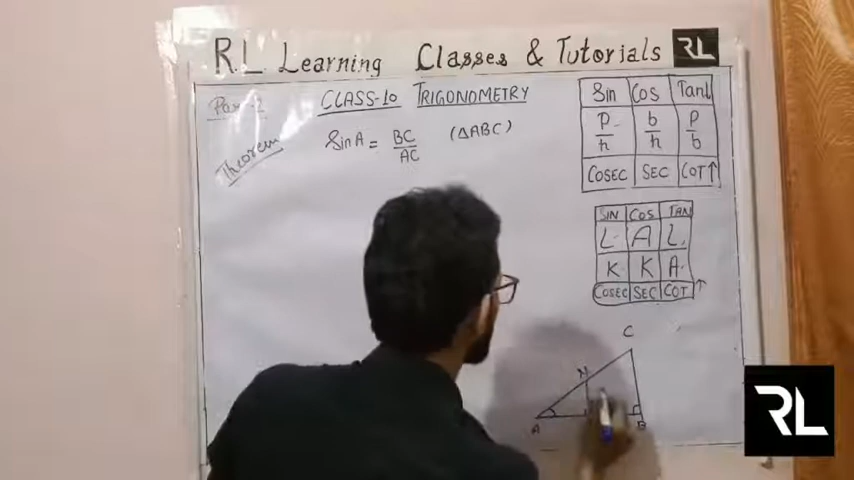 RL Learning Classes & Tutorials RL
Part-2 CLASS-10 TRIGONOMETRY
Theorem SinA = BC/AC (ΔABC)
Sin Cos Tan↓
P/h b/h P/b
COSEC SEC COT↑
SIN COS TAN
L A L
K K A
COSEC SEC COT ↑
C
N
A B
RL